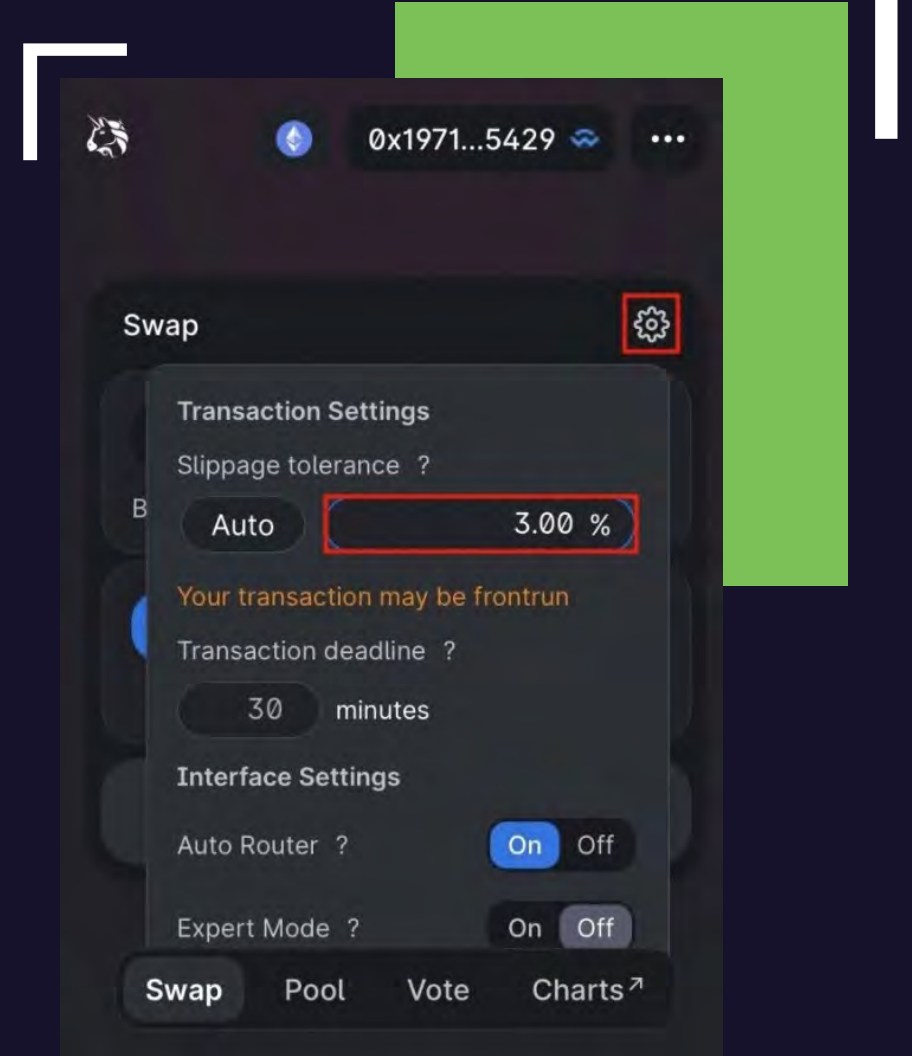 0x1971...5429
Swap
Transaction Settings
Slippage tolerance ?
B
Auto 3.00 %
Your transaction may be frontrun
Transaction deadline ?
30 minutes
Interface Settings
Auto Router ? On Off
Expert Mode ? On Off
Swap Pool Vote Charts↗